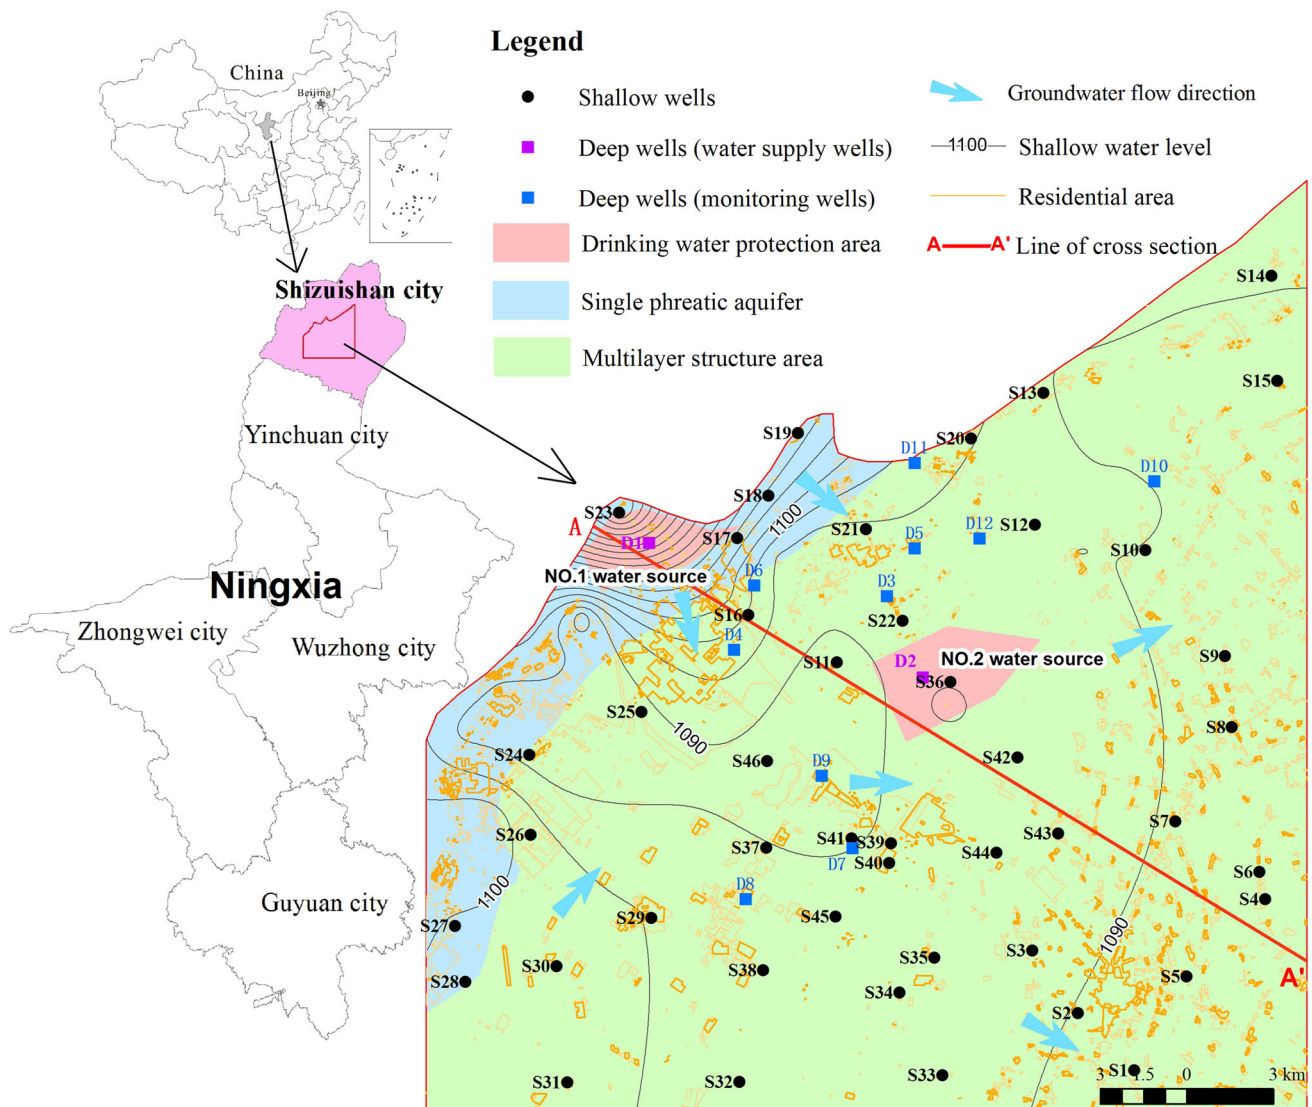 Legend
China
Beijing
Shallow wells
Deep wells (water supply wells)
Deep wells (monitoring wells)
Drinking water protection area
Single phreatic aquifer
Multilayer structure area
Groundwater flow direction
1100 Shallow water level
Residential area
A A' Line of cross section
Shizuishan city
Yinchuan city
Ningxia
Zhongwei city
Wuzhong city
Guyuan city
S14
S15
S13
S19
S20
D11
D10
S18
S23
A
D1
S17
1100
S21
D5
D12
S12
S10
NO.1 water source
D6
D3
S16
S22
D4
S11
D2
NO.2 water source
S36
S9
S25
S8
1090
S24
S46
D9
S42
S26
S37
S41
S39
D7
S40
S44
S43
S7
S6
S4
1100
D8
S27
S29
S45
1090
S28
S30
S38
S35
S34
S3
S5
A'
S2
S31
S32
S33
S1
3 1.5 0 3 km